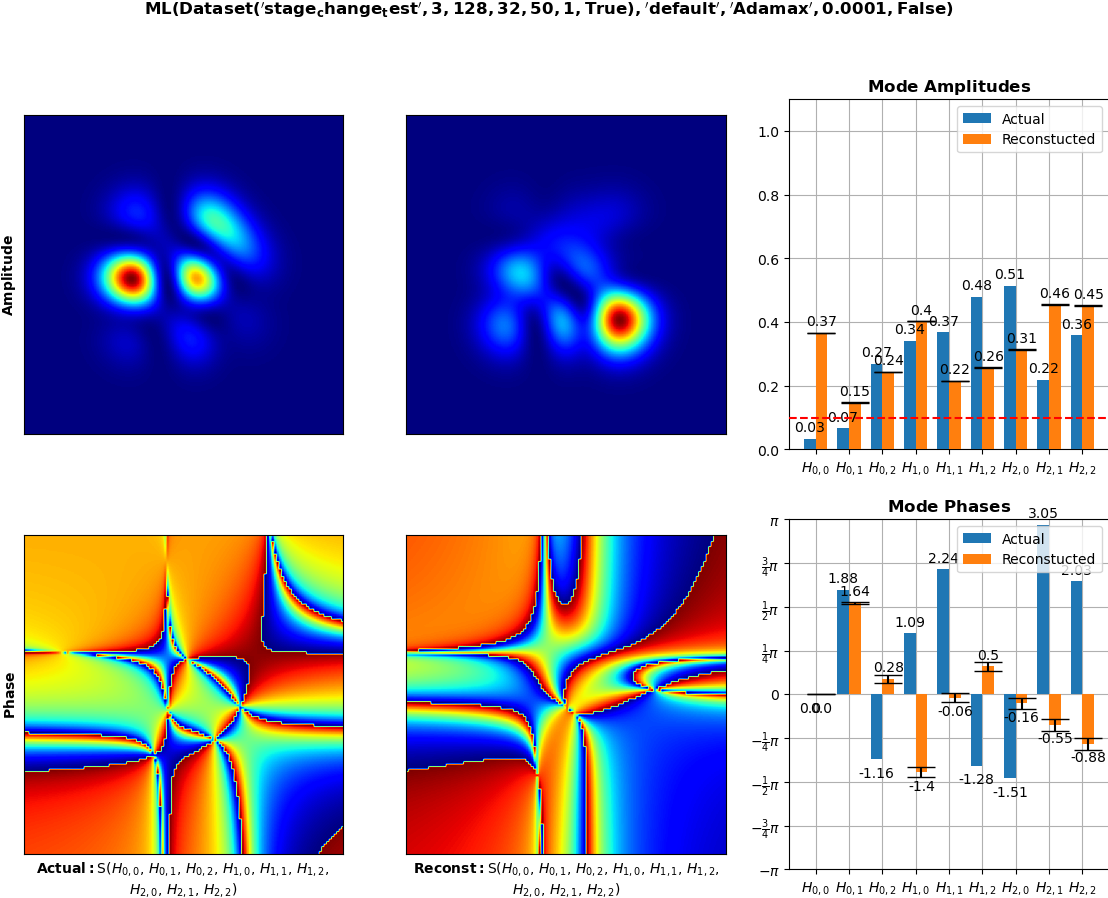 ML(Dataset('stage_change_test', 3, 128, 32, 50, 1, True), 'default', 'Adamax', 0.0001, False)
Amplitude
Mode Amplitudes
Actual
Reconstucted
1.0
0.8
0.6
0.4
0.2
0.0
0.03
0.37
0.07
0.15
0.27
0.24
0.34
0.4
0.37
0.22
0.48
0.26
0.51
0.31
0.22
0.46
0.36
0.45
H0,0 H0,1 H0,2 H1,0 H1,1 H1,2 H2,0 H2,1 H2,2
Phase
Mode Phases
Actual
Reconstucted
π
3/4π
1/2π
1/4π
0
−1/4π
−1/2π
−3/4π
−π
0.0
0.0
1.88
1.64
-1.16
0.28
1.09
-1.4
2.24
-0.06
-1.28
0.5
-1.51
-0.16
3.05
-0.55
2.03
-0.88
H0,0 H0,1 H0,2 H1,0 H1,1 H1,2 H2,0 H2,1 H2,2
Actual: S(H0,0, H0,1, H0,2, H1,0, H1,1, H1,2,
H2,0, H2,1, H2,2)
Reconst: S(H0,0, H0,1, H0,2, H1,0, H1,1, H1,2,
H2,0, H2,1, H2,2)